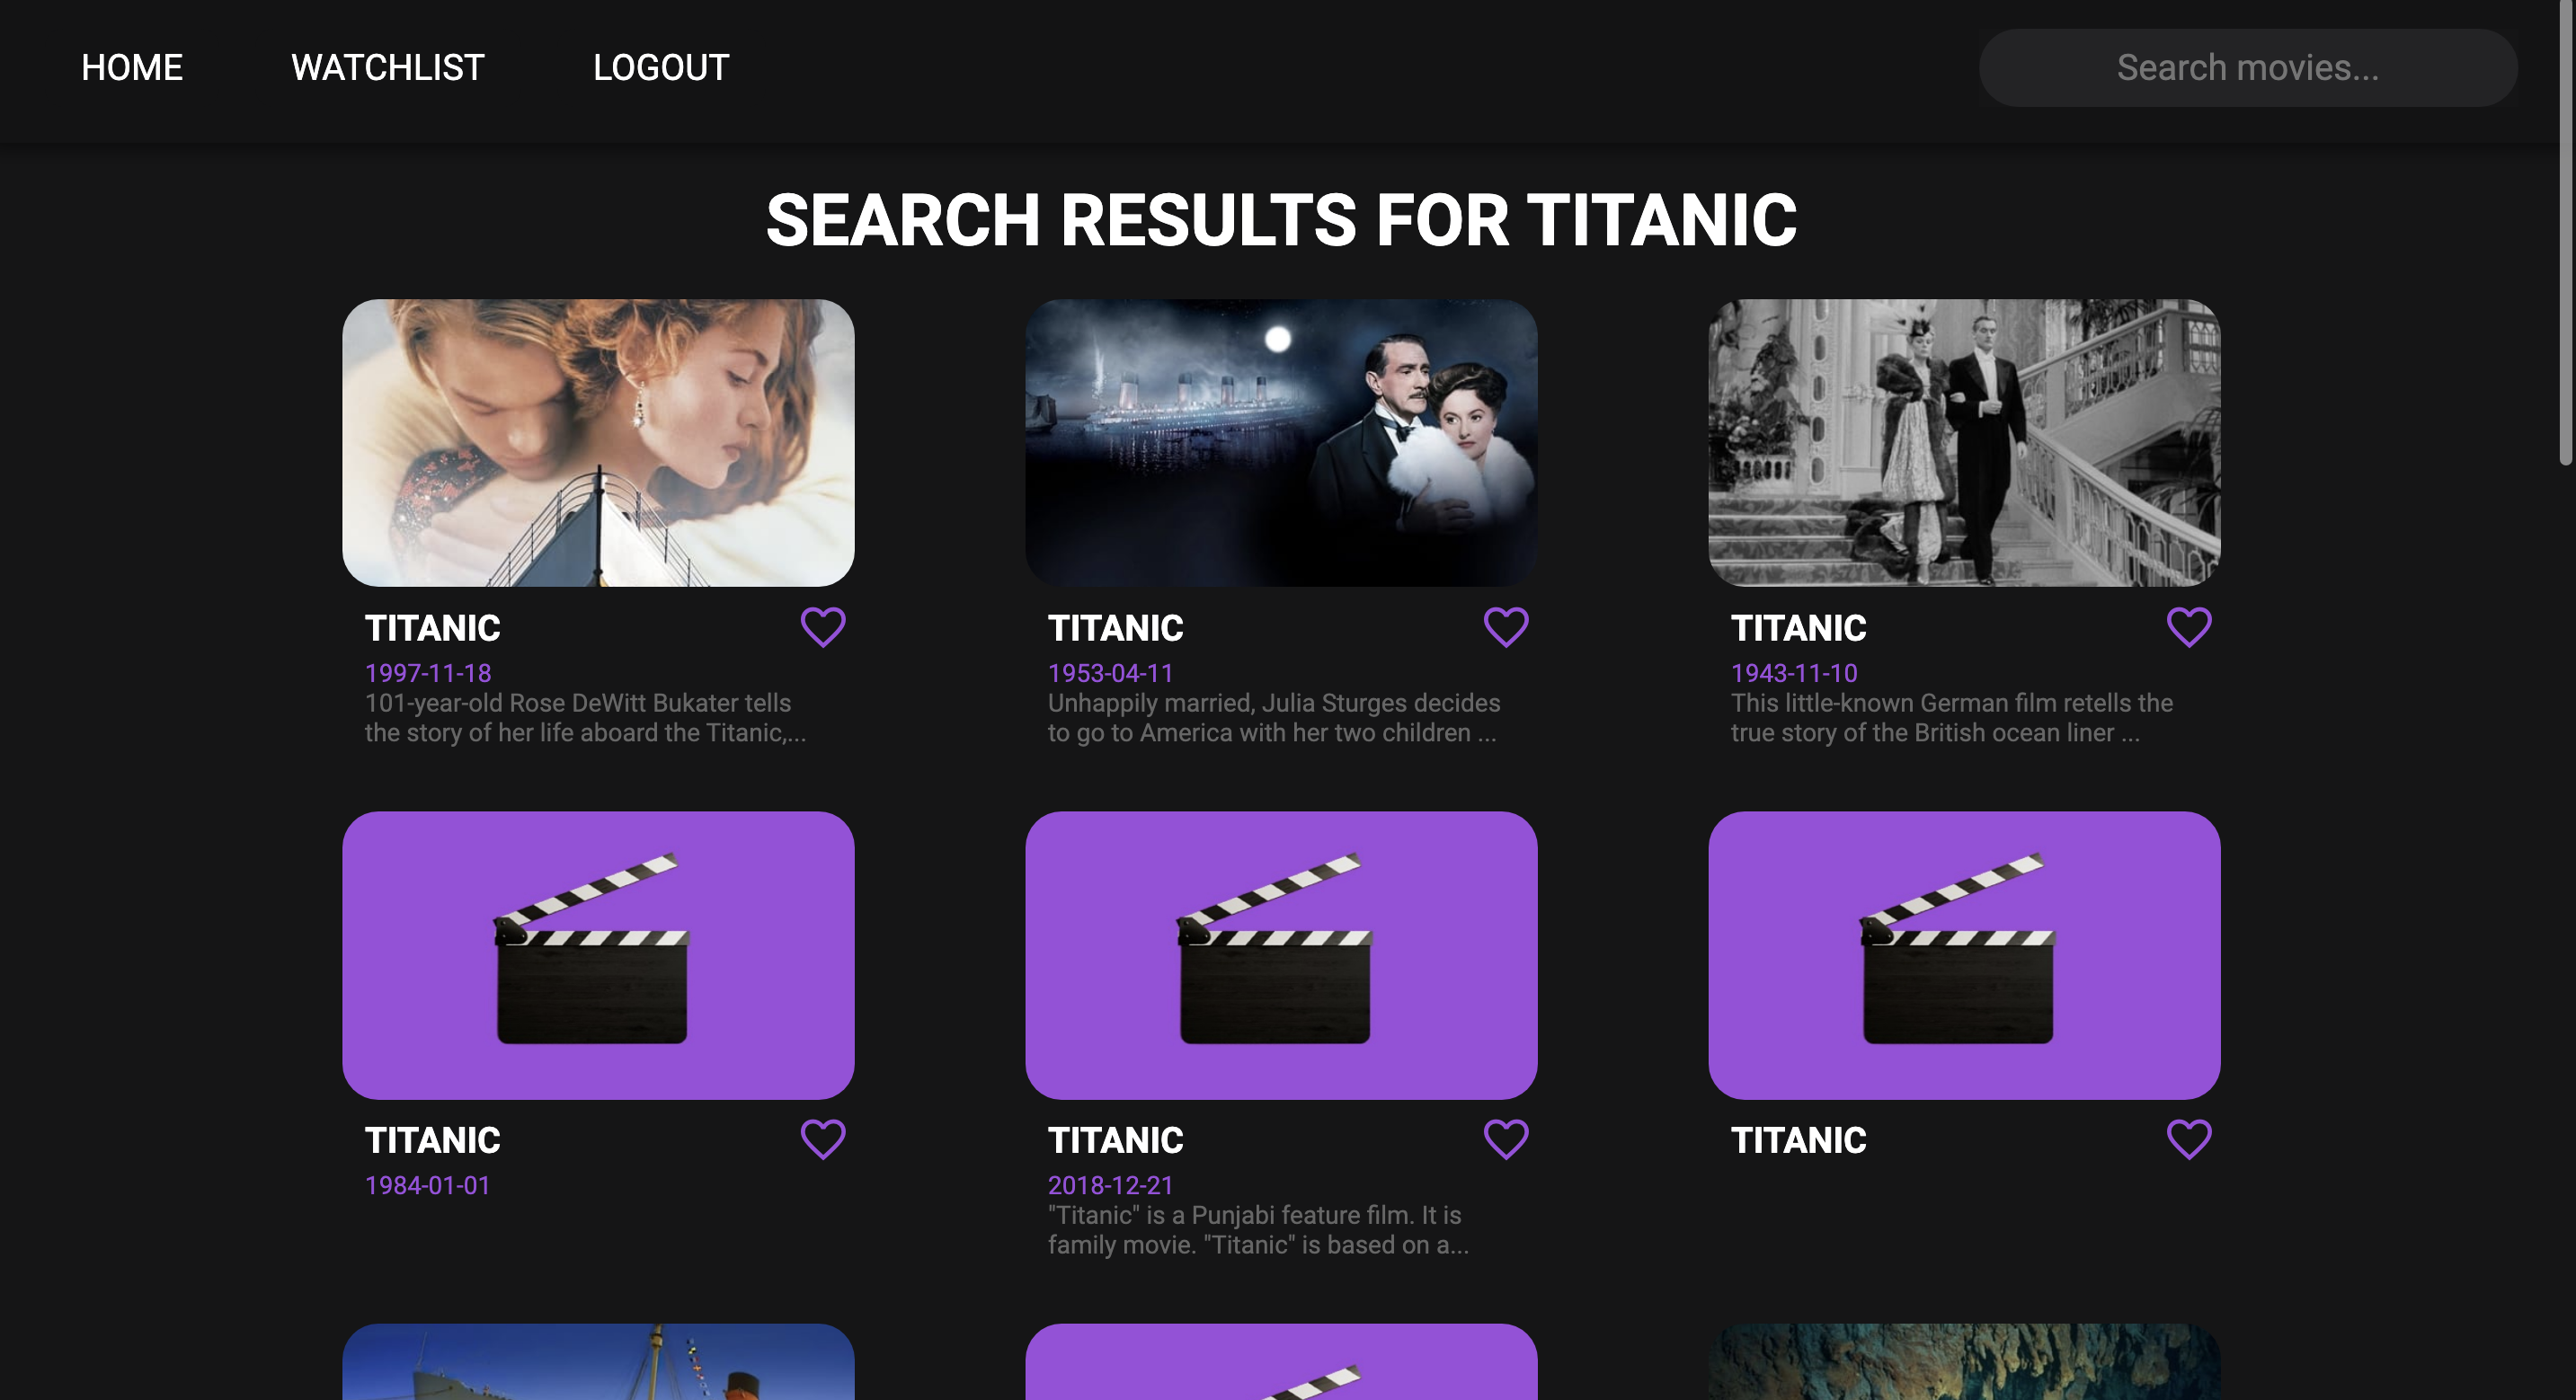 HOME WATCHLIST LOGOUT Search movies...
SEARCH RESULTS FOR TITANIC
TITANIC
1997-11-18
101-year-old Rose DeWitt Bukater tells
the story of her life aboard the Titanic,...
TITANIC
1953-04-11
Unhappily married, Julia Sturges decides
to go to America with her two children ...
TITANIC
1943-11-10
This little-known German film retells the
true story of the British ocean liner ...
TITANIC
1984-01-01
TITANIC
2018-12-21
"Titanic" is a Punjabi feature film. It is
family movie. "Titanic" is based on a...
TITANIC